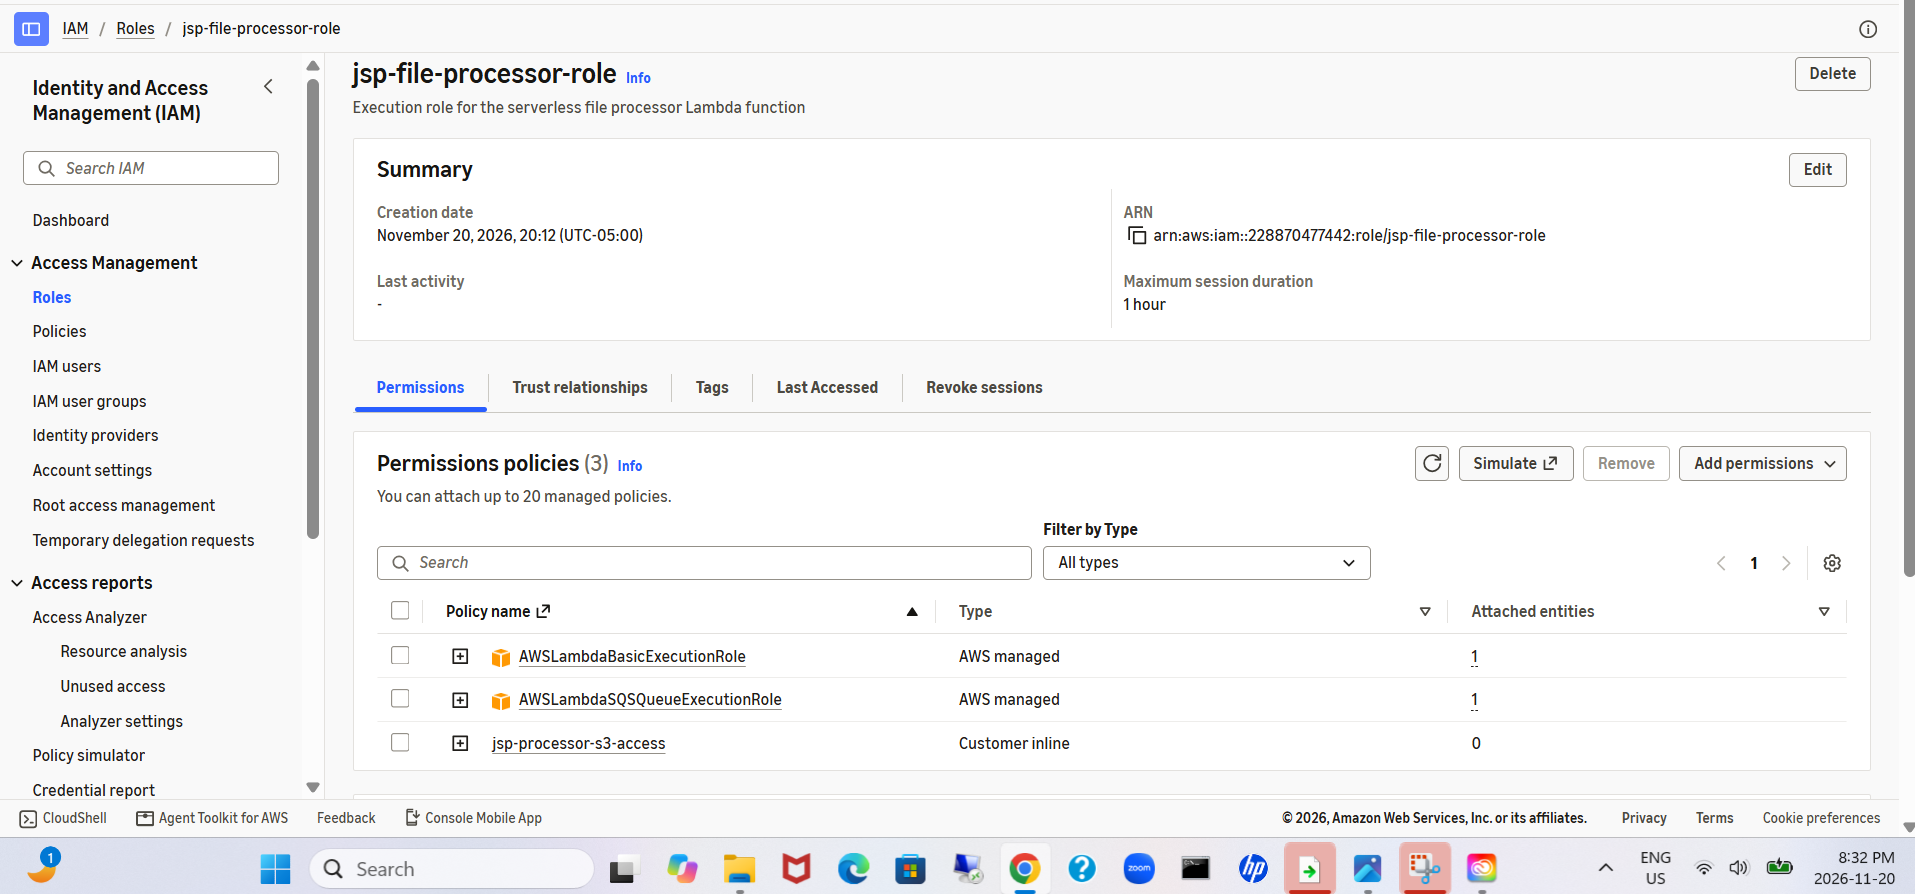 IAM / Roles / jsp-file-processor-role
Identity and Access Management (IAM)
Search IAM
Dashboard
Access Management
Roles
Policies
IAM users
IAM user groups
Identity providers
Account settings
Root access management
Temporary delegation requests
Access reports
Access Analyzer
Resource analysis
Unused access
Analyzer settings
Policy simulator
Credential report
jsp-file-processor-role Info
Delete
Execution role for the serverless file processor Lambda function
Summary
Edit
Creation date
November 20, 2026, 20:12 (UTC-05:00)
ARN
arn:aws:iam::228870477442:role/jsp-file-processor-role
Last activity
-
Maximum session duration
1 hour
Permissions
Trust relationships
Tags
Last Accessed
Revoke sessions
Permissions policies (3) Info
Simulate
Remove
Add permissions
You can attach up to 20 managed policies.
Filter by Type
Search
All types
1
Policy name
Type
Attached entities
AWSLambdaBasicExecutionRole
AWS managed
1
AWSLambdaSQSQueueExecutionRole
AWS managed
1
jsp-processor-s3-access
Customer inline
0
CloudShell
Agent Toolkit for AWS
Feedback
Console Mobile App
© 2026, Amazon Web Services, Inc. or its affiliates.
Privacy
Terms
Cookie preferences
1
Search
zoom
hp
ENG
US
8:32 PM
2026-11-20